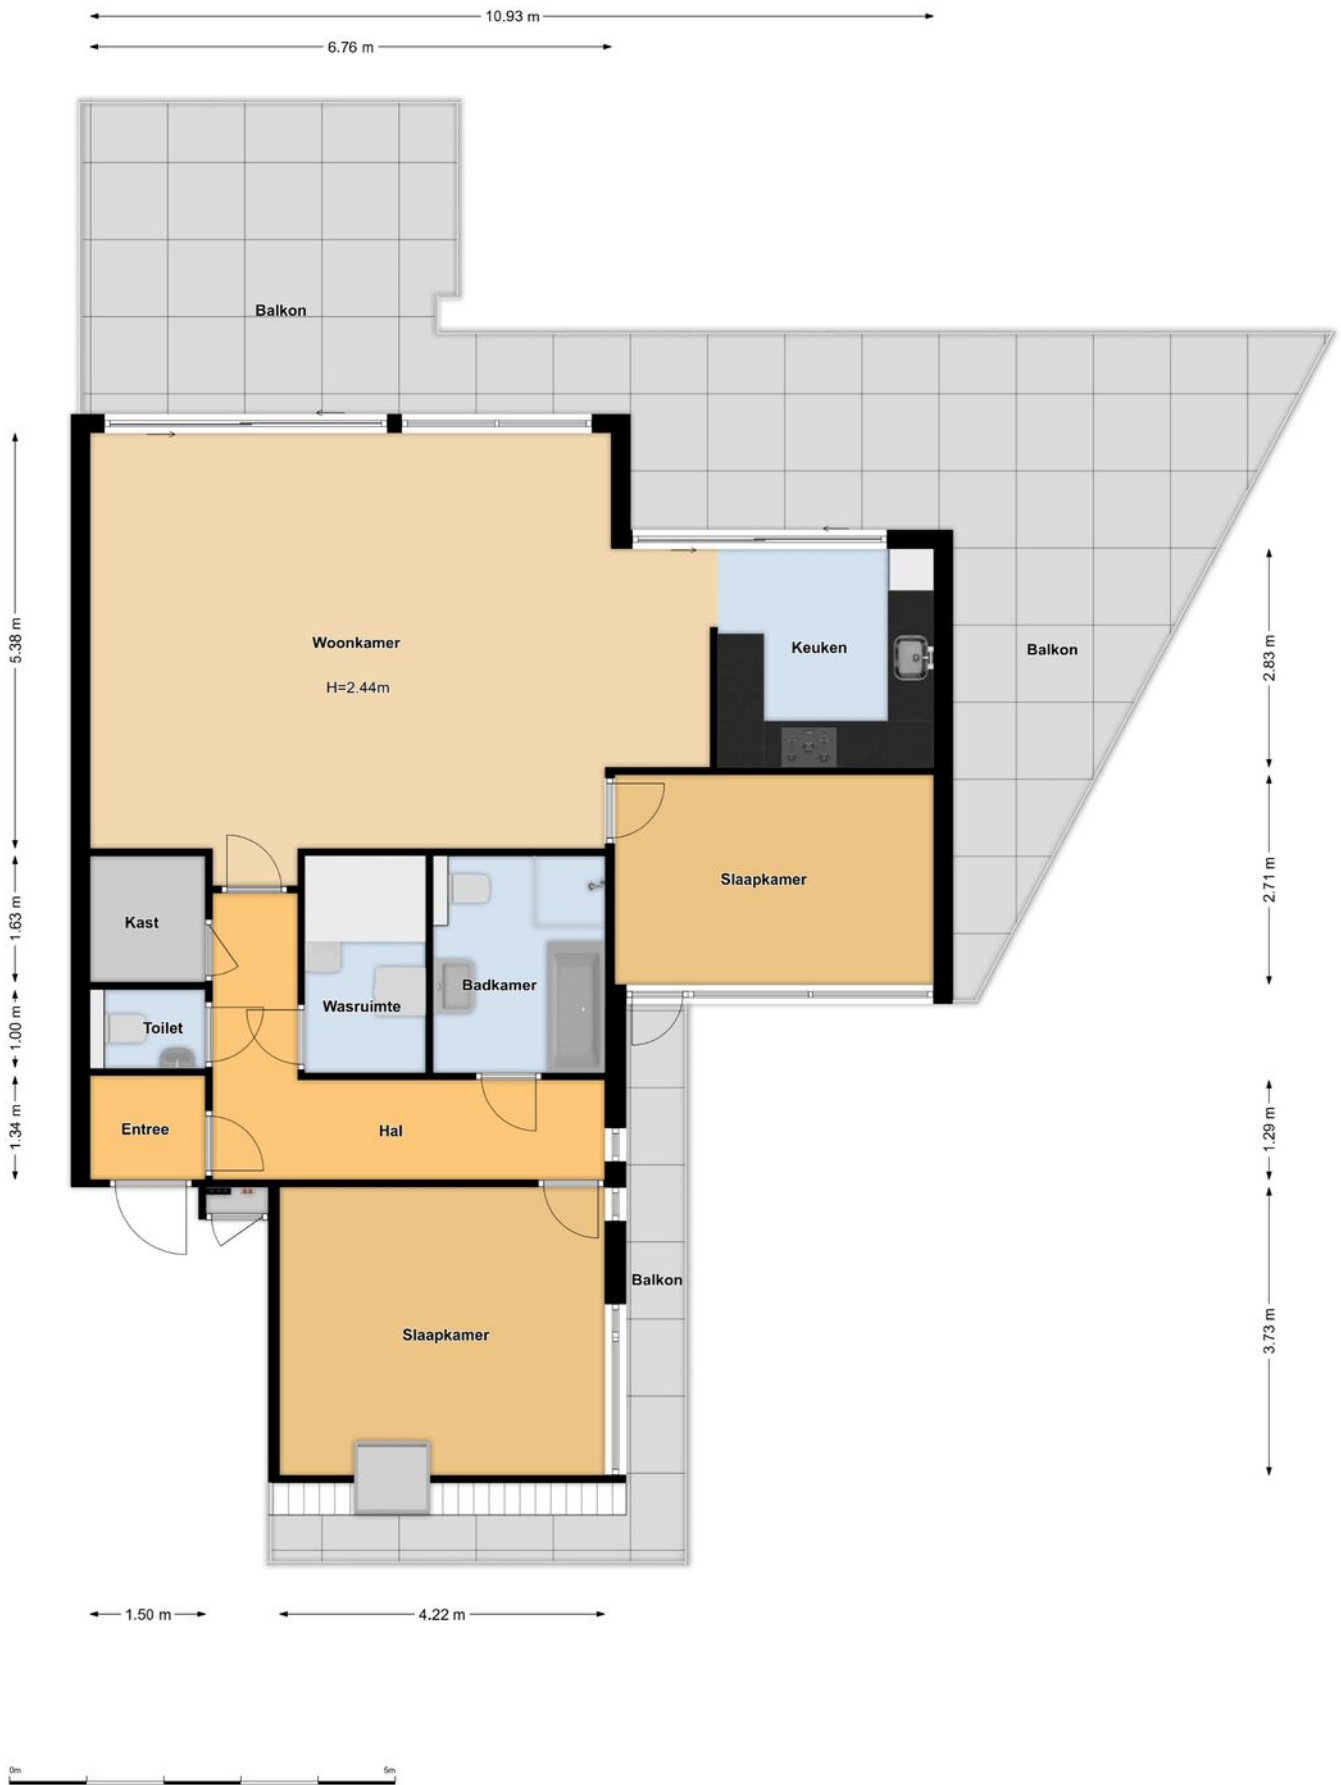 10.93 m
6.76 m
Balkon
5.38 m
Woonkamer
H=2.44m
Keuken
Balkon
2.83 m
Slaapkamer
2.71 m
1.63 m
Kast
Badkamer
Wasruimte
1.00 m
Toilet
1.34 m
Entree
Hal
1.29 m
Balkon
Slaapkamer
3.73 m
1.50 m
4.22 m
0m
5m